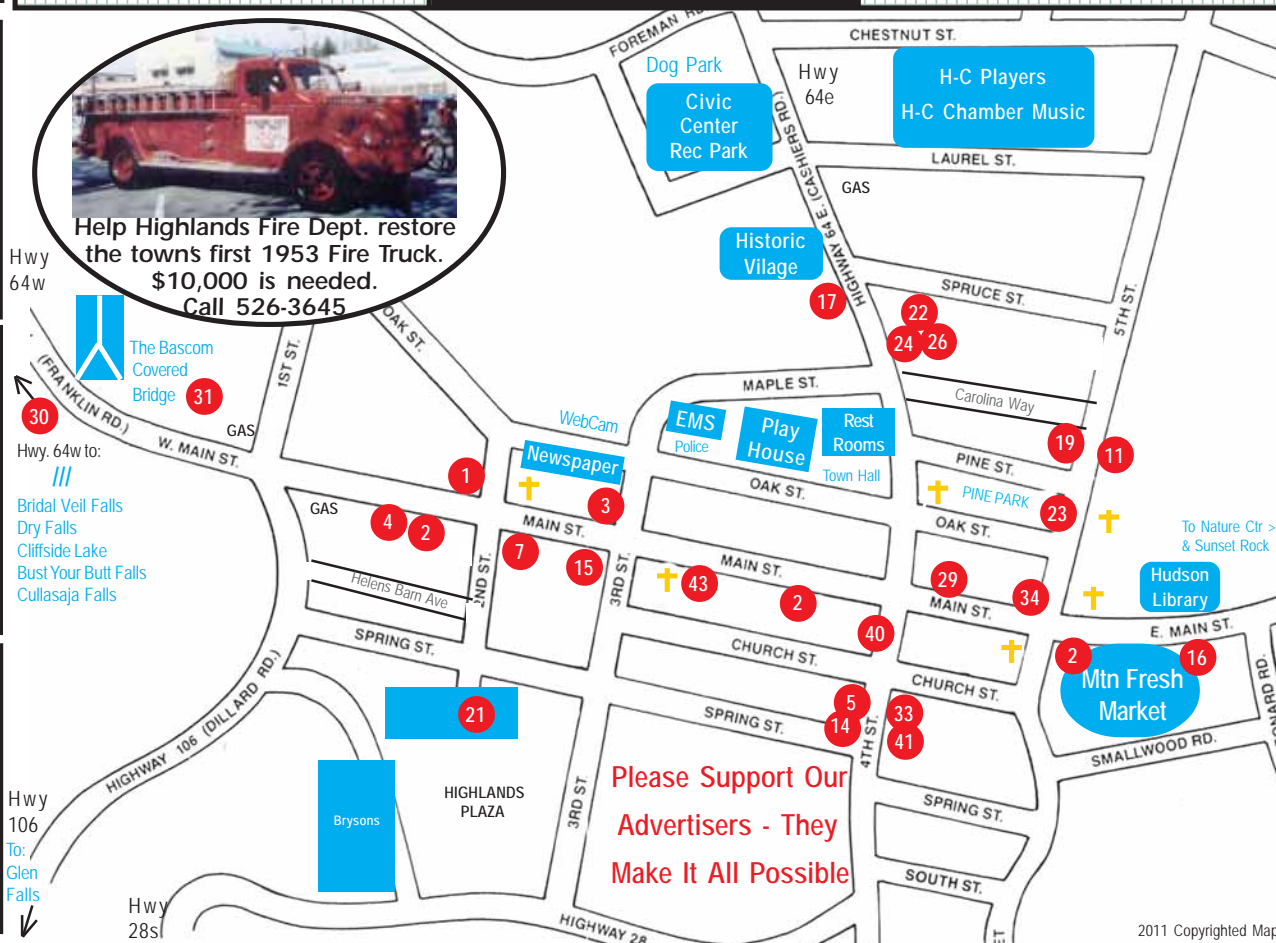 FOREMAN RD.
CHESTNUT ST.
Dog Park
Hwy
64e
H-C Players
H-C Chamber Music
Civic
Center
Rec Park
HIGHWAY 64 E. (CASHIERS RD.)
LAUREL ST.
GAS
Help Highlands Fire Dept. restore
the town's first 1953 Fire Truck.
$10,000 is needed.
Call 526-3645
Historic
Vilage
17
SPRUCE ST.
5TH ST.
22
24
26
Hwy
64w
OAK ST.
1ST ST.
The Bascom
Covered
Bridge
31
(FRANKLIN RD.)
30
GAS
W. MAIN ST.
MAPLE ST.
Carolina Way
WebCam
EMS
Police
Play
House
Rest
Rooms
Town Hall
19
11
PINE ST.
Hwy. 64w to:
///
Bridal Veil Falls
Dry Falls
Cliffside Lake
Bust Your Butt Falls
Cullasaja Falls
Newspaper
1
3
OAK ST.
PINE PARK
23
OAK ST.
GAS
4
2
MAIN ST.
7
15
2ND ST.
3RD ST.
To Nature Ctr >
& Sunset Rock
MAIN ST.
43
2
29
34
MAIN ST.
Hudson
Library
Helens Barn Ave
40
E. MAIN ST.
SPRING ST.
CHURCH ST.
2
16
Mtn Fresh
Market
CHURCH ST.
HIGHWAY 106 (DILLARD RD.)
21
SPRING ST.
5
14
4TH ST.
33
41
SMALLWOOD RD.
Hwy
106
To:
Glen
Falls
Brysons
HIGHLANDS
PLAZA
3RD ST.
Please Support Our
Advertisers - They
Make It All Possible
SPRING ST.
SOUTH ST.
Hwy
28s
HIGHWAY 28
2011 Copyrighted Map